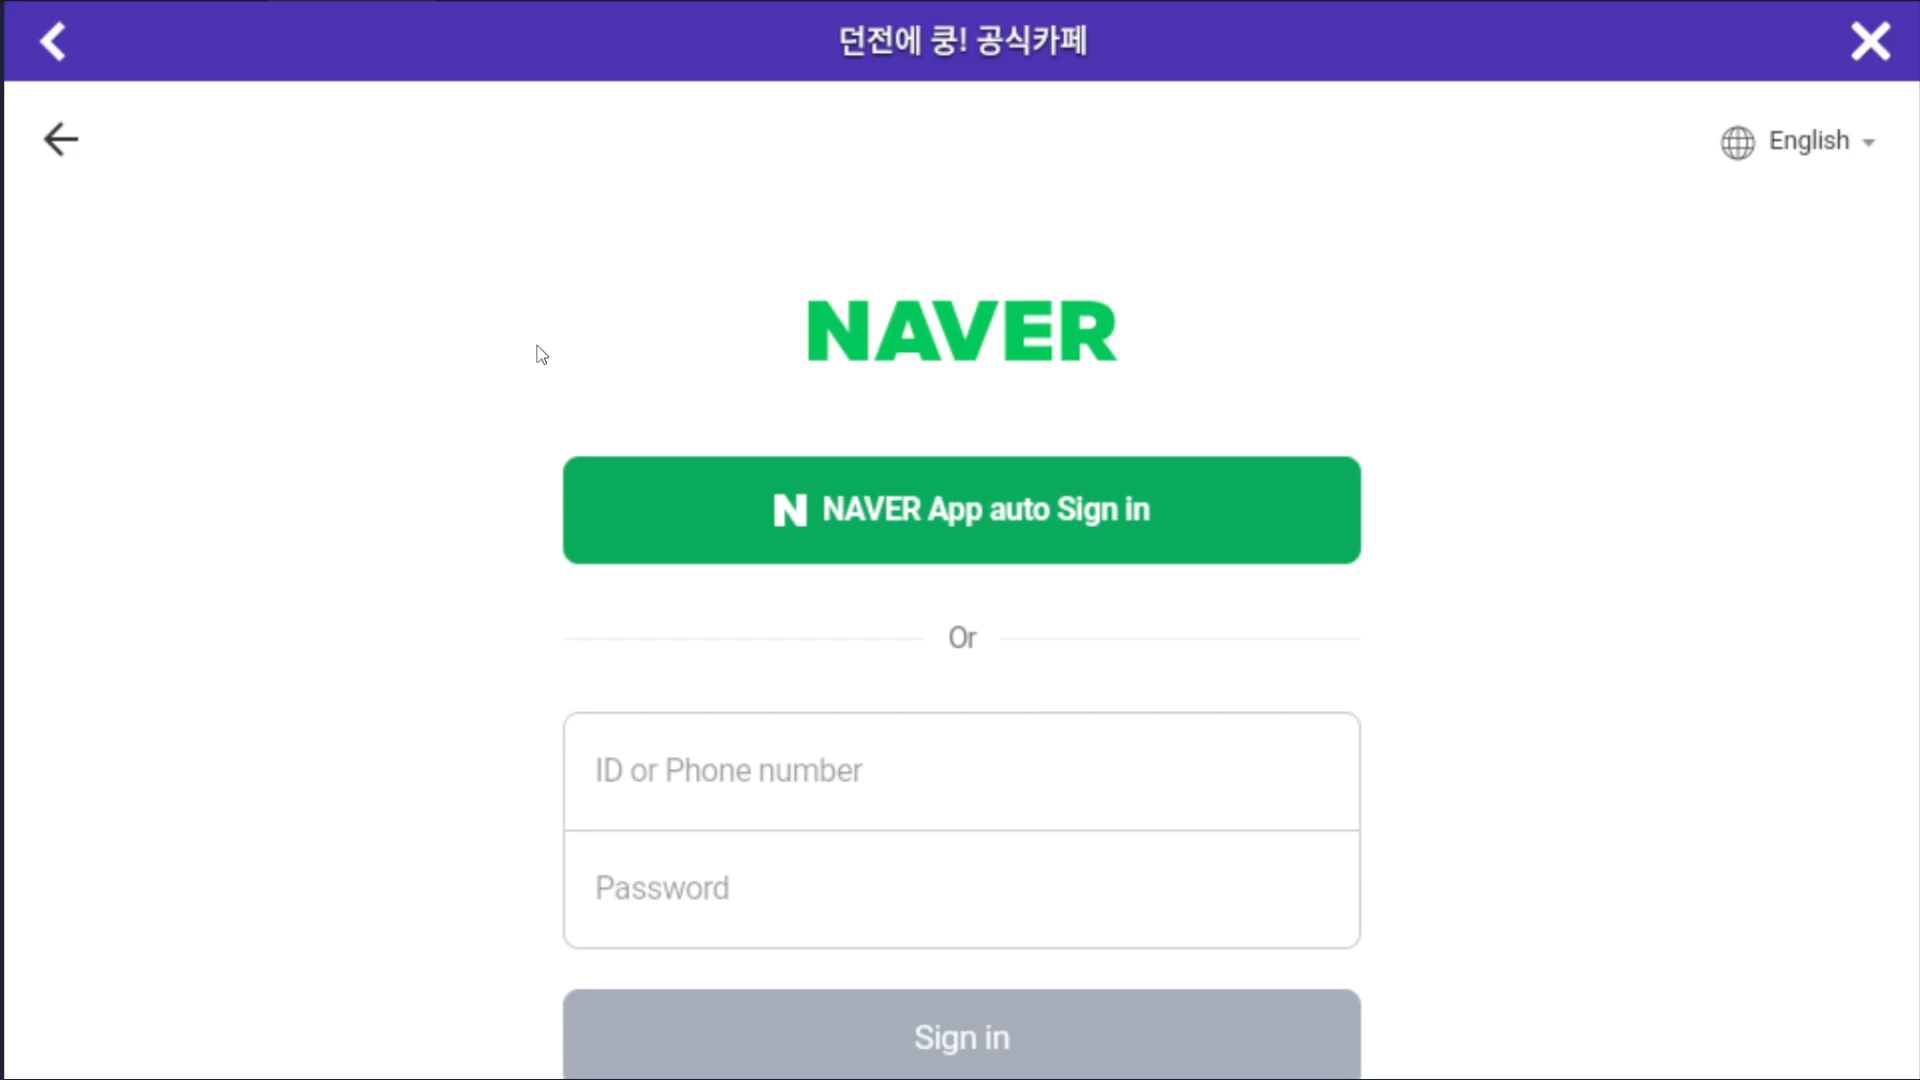 던전에 쿵! 공식카페
English
NAVER
N NAVER App auto Sign in
Or
ID or Phone number
Password
Sign in